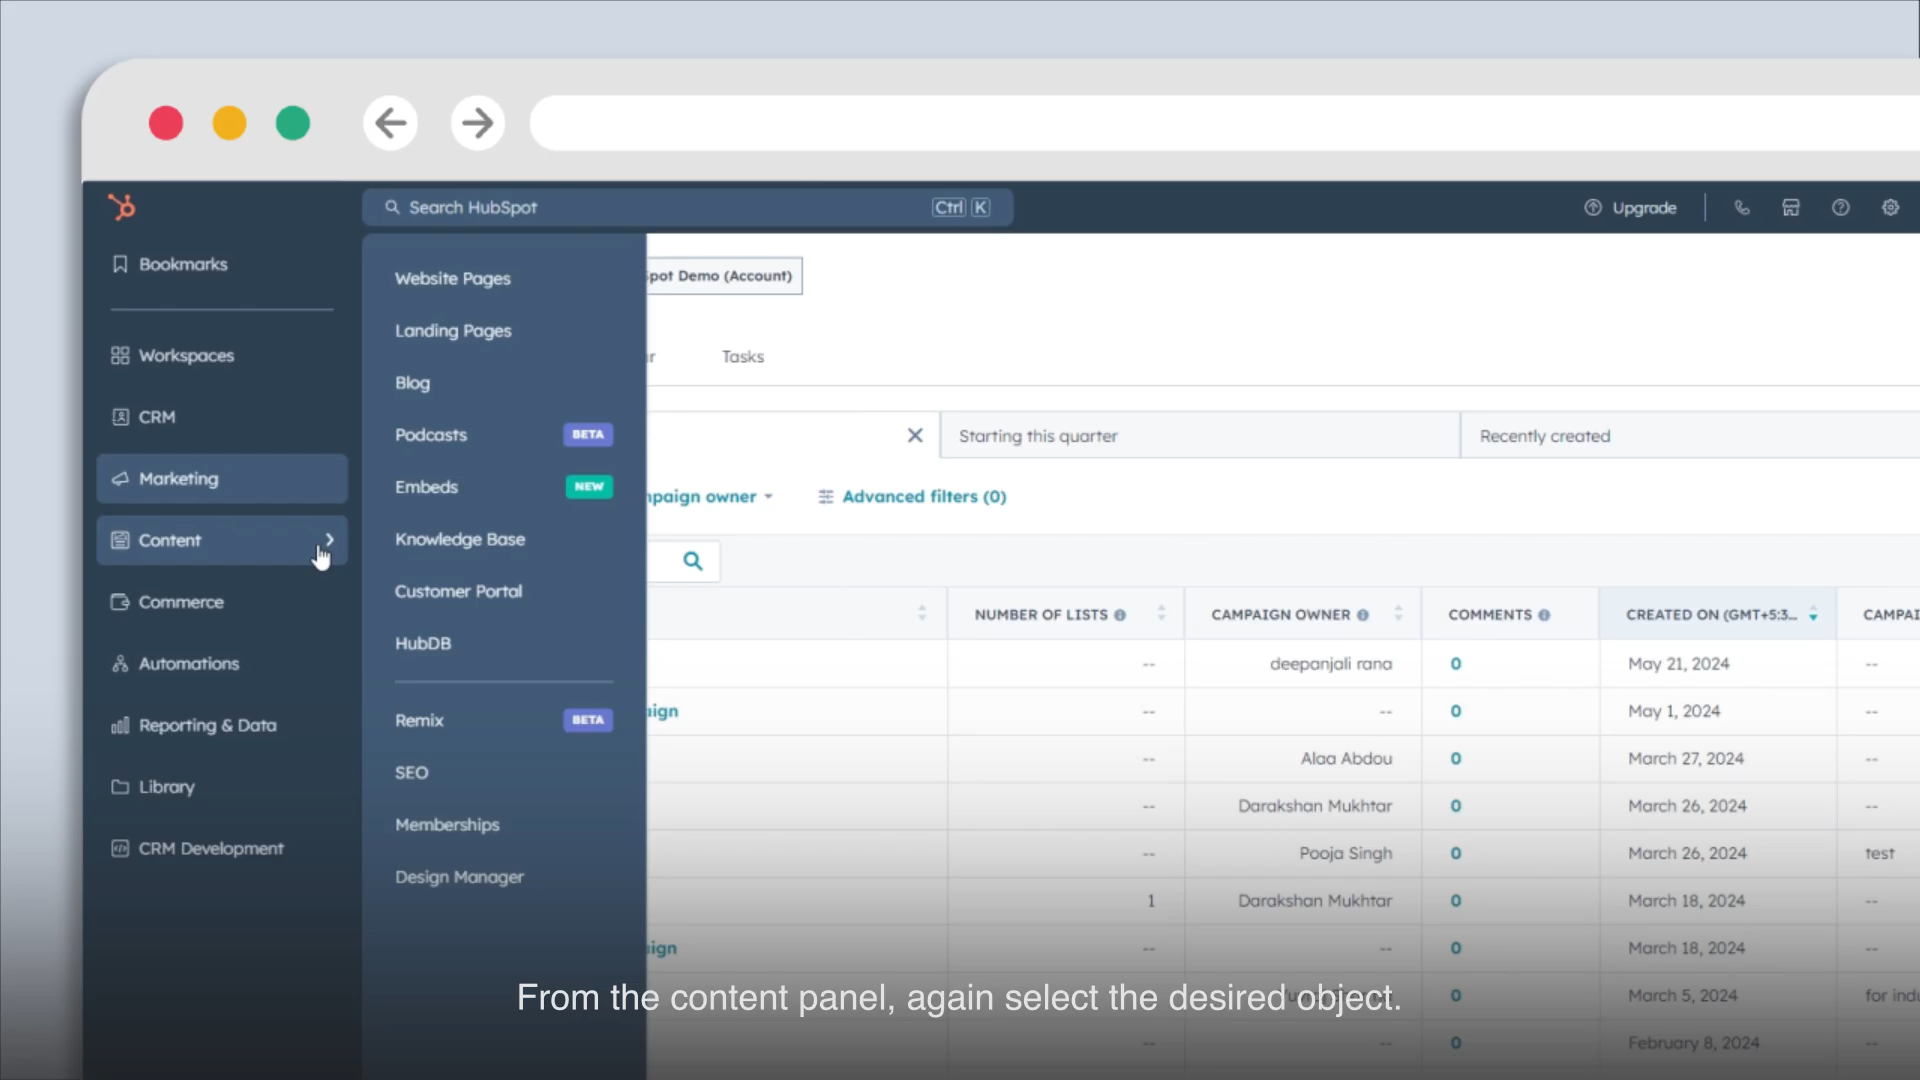 Search HubSpot
Ctrl K
Upgrade
Bookmarks
Workspaces
CRM
Marketing
Content
Commerce
Automations
Reporting & Data
Library
CRM Development
Website Pages
Landing Pages
Blog
Podcasts BETA
Embeds NEW
Knowledge Base
Customer Portal
HubDB
Remix BETA
SEO
Memberships
Design Manager
Spot Demo (Account)
Tasks
Starting this quarter
Recently created
paign owner
Advanced filters (0)
NUMBER OF LISTS CAMPAIGN OWNER COMMENTS CREATED ON (GMT+5:3... CAMPAI
-- deepanjali rana 0 May 21, 2024 --
aign -- -- 0 May 1, 2024 --
-- Alaa Abdou 0 March 27, 2024 --
-- Darakshan Mukhtar 0 March 26, 2024 --
-- Pooja Singh 0 March 26, 2024 test
1 Darakshan Mukhtar 0 March 18, 2024 --
aign -- -- 0 March 18, 2024 --
0 March 5, 2024 for indu
-- -- 0 February 8, 2024 --
From the content panel, again select the desired object.